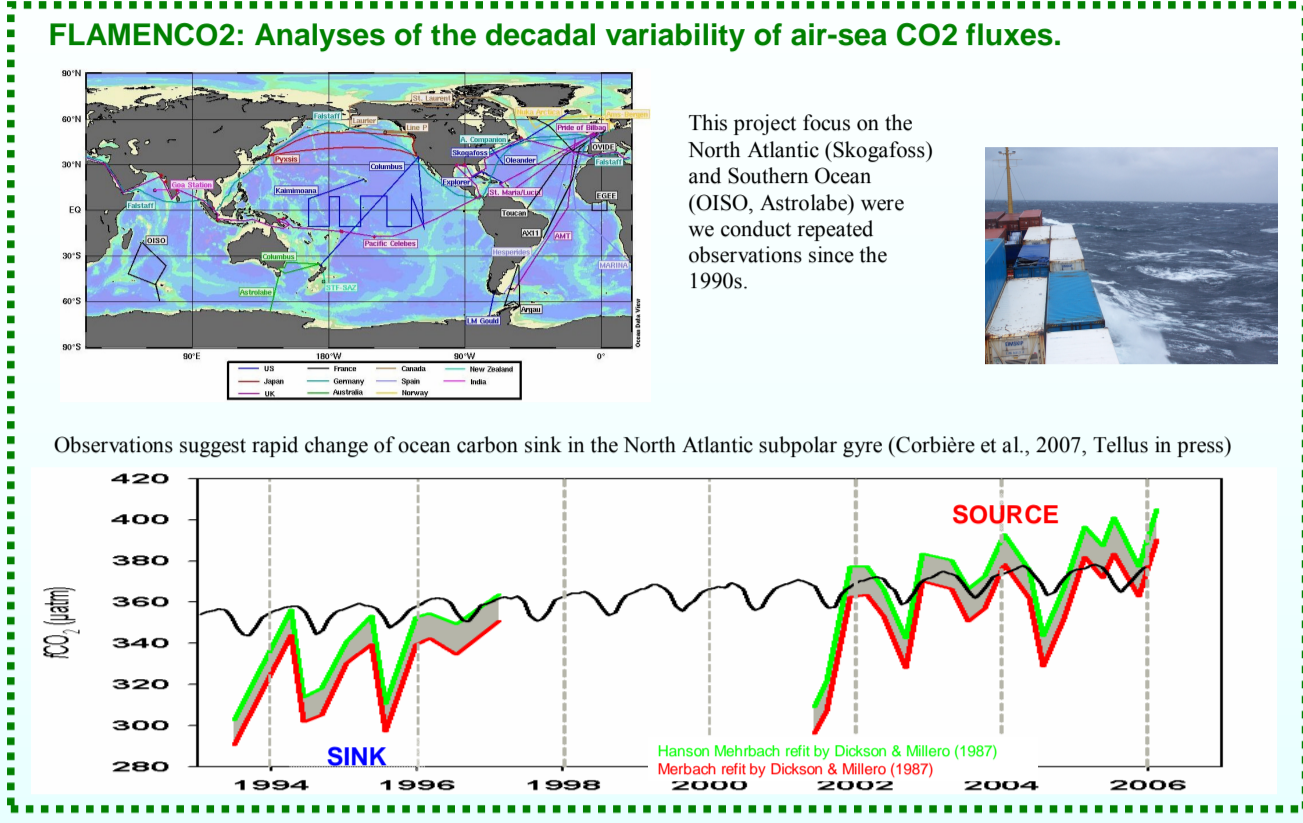 FLAMENCO2: Analyses of the decadal variability of air-sea CO2 fluxes.
90°N
60°N
30°N
EQ
30°S
60°S
90°S
90°E
180°W
90°W
0°
St. Laurent
Falstaff
Laurier
Line P
Nuka Arctica
A. Companion
Pride of Bilbao
OVIDE
Pyxsis
Skogafoss
Oleander
Falstaff
Columbus
Explorer
Goa Station
Kaimimoana
St. Maria/Lucia
EGEE
Falstaff
Toucan
OISO
AX11
AMT
Pacific Celebes
Columbus
Hesperides
MARINA
Astrolabe
STF-SAZ
Argau
LM Gould
Ocean Data View
US
France
Canada
New Zealand
Japan
Germany
Spain
India
UK
Australia
Norway
This project focus on the
North Atlantic (Skogafoss)
and Southern Ocean
(OISO, Astrolabe) were
we conduct repeated
observations since the
1990s.
Observations suggest rapid change of ocean carbon sink in the North Atlantic subpolar gyre (Corbière et al., 2007, Tellus in press)
420
400
380
360
340
320
300
280
fCO2 (µatm)
SOURCE
SINK
Hanson Mehrbach refit by Dickson & Millero (1987)
Merbach refit by Dickson & Millero (1987)
1994
1996
1998
2000
2002
2004
2006